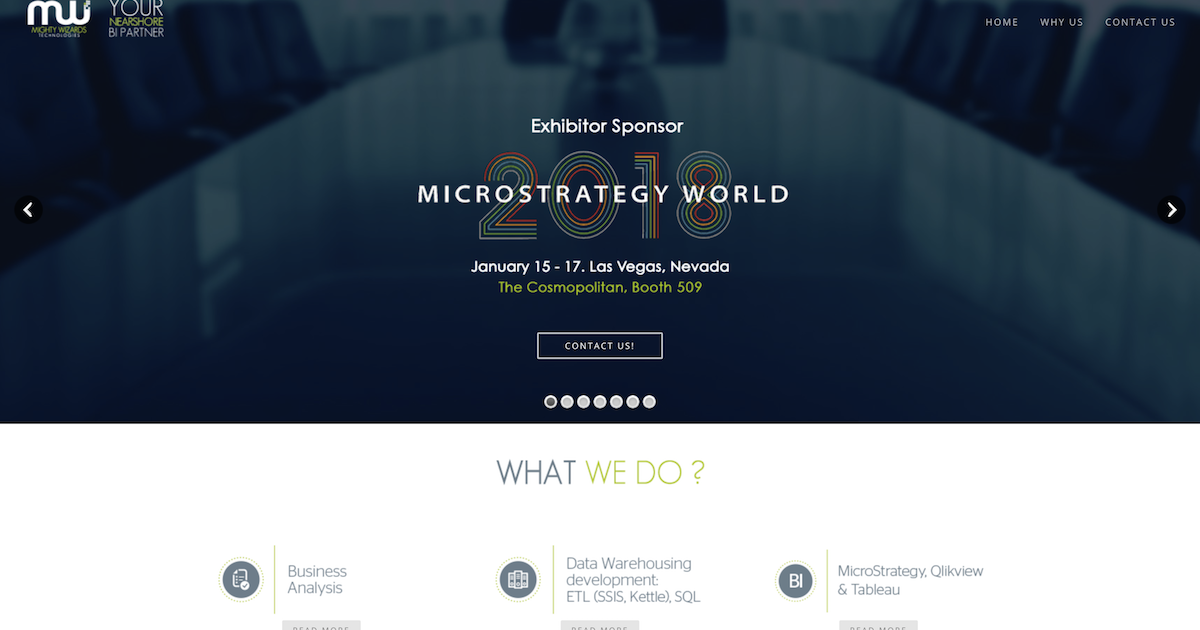 mw
MIGHTY WIZARDS
TECHNOLOGIES
YOUR
NEARSHORE
BI PARTNER
HOME WHY US CONTACT US
Exhibitor Sponsor
2018
MICROSTRATEGY WORLD
January 15 - 17. Las Vegas, Nevada
The Cosmopolitan, Booth 509
CONTACT US!
WHAT WE DO ?
Business
Analysis
Data Warehousing
development:
ETL (SSIS, Kettle), SQL
BI
MicroStrategy, Qlikview
& Tableau
READ MORE
READ MORE
READ MORE